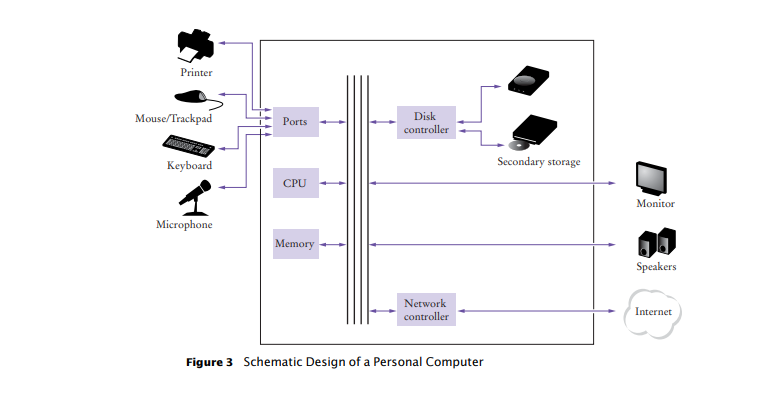 Printer
Mouse/Trackpad
Keyboard
Microphone
Ports
CPU
Memory
Disk
controller
Secondary storage
Network
controller
Monitor
Speakers
Internet
Figure 3 Schematic Design of a Personal Computer